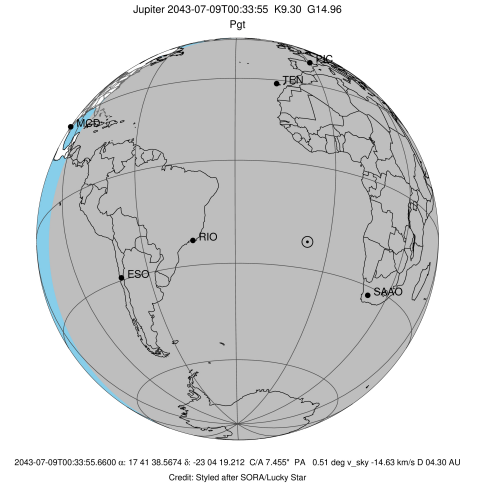 Jupiter 2043-07-09T00:33:55 K9.30 G14.96
Pgt
PIC
TEN
MCD
RIO
ESO
SAAO
2043-07-09T00:33:55.6600 α: 17 41 38.5674 δ: -23 04 19.212 C/A 7.455" PA 0.51 deg v_sky -14.63 km/s D 04.30 AU
Credit: Styled after SORA/Lucky Star